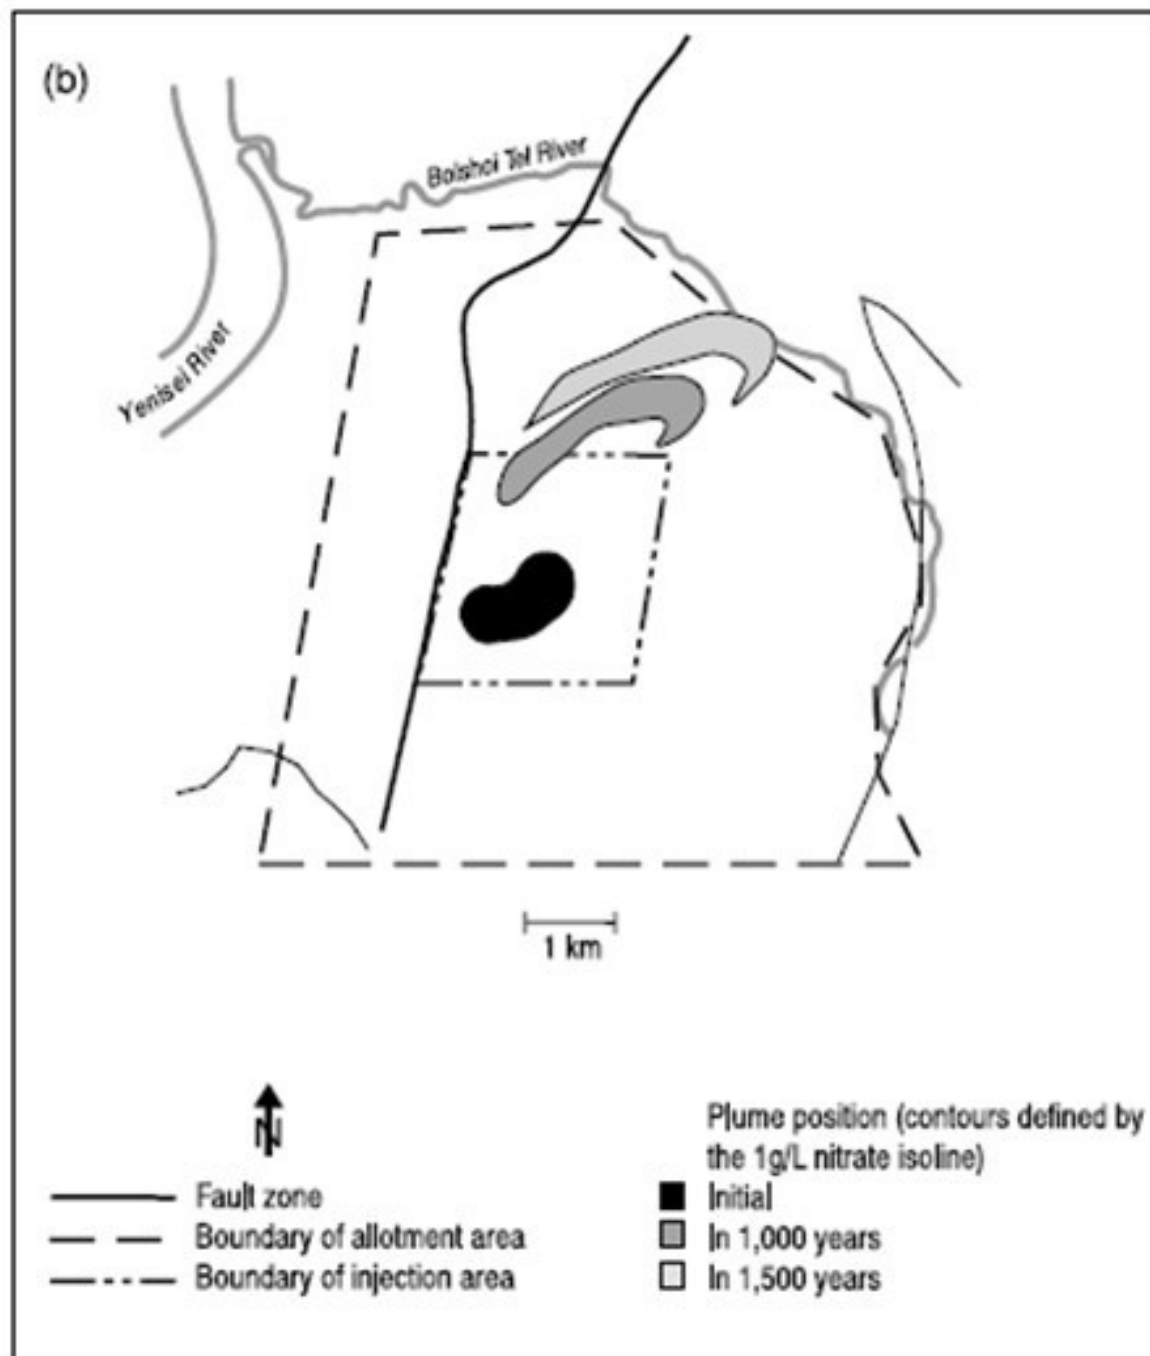 (b)
Bolshoi Tel River
Yenisei River
1 km
N
Fault zone
Boundary of allotment area
Boundary of injection area
Plume position (contours defined by
the 1g/L nitrate isoline)
Initial
In 1,000 years
In 1,500 years